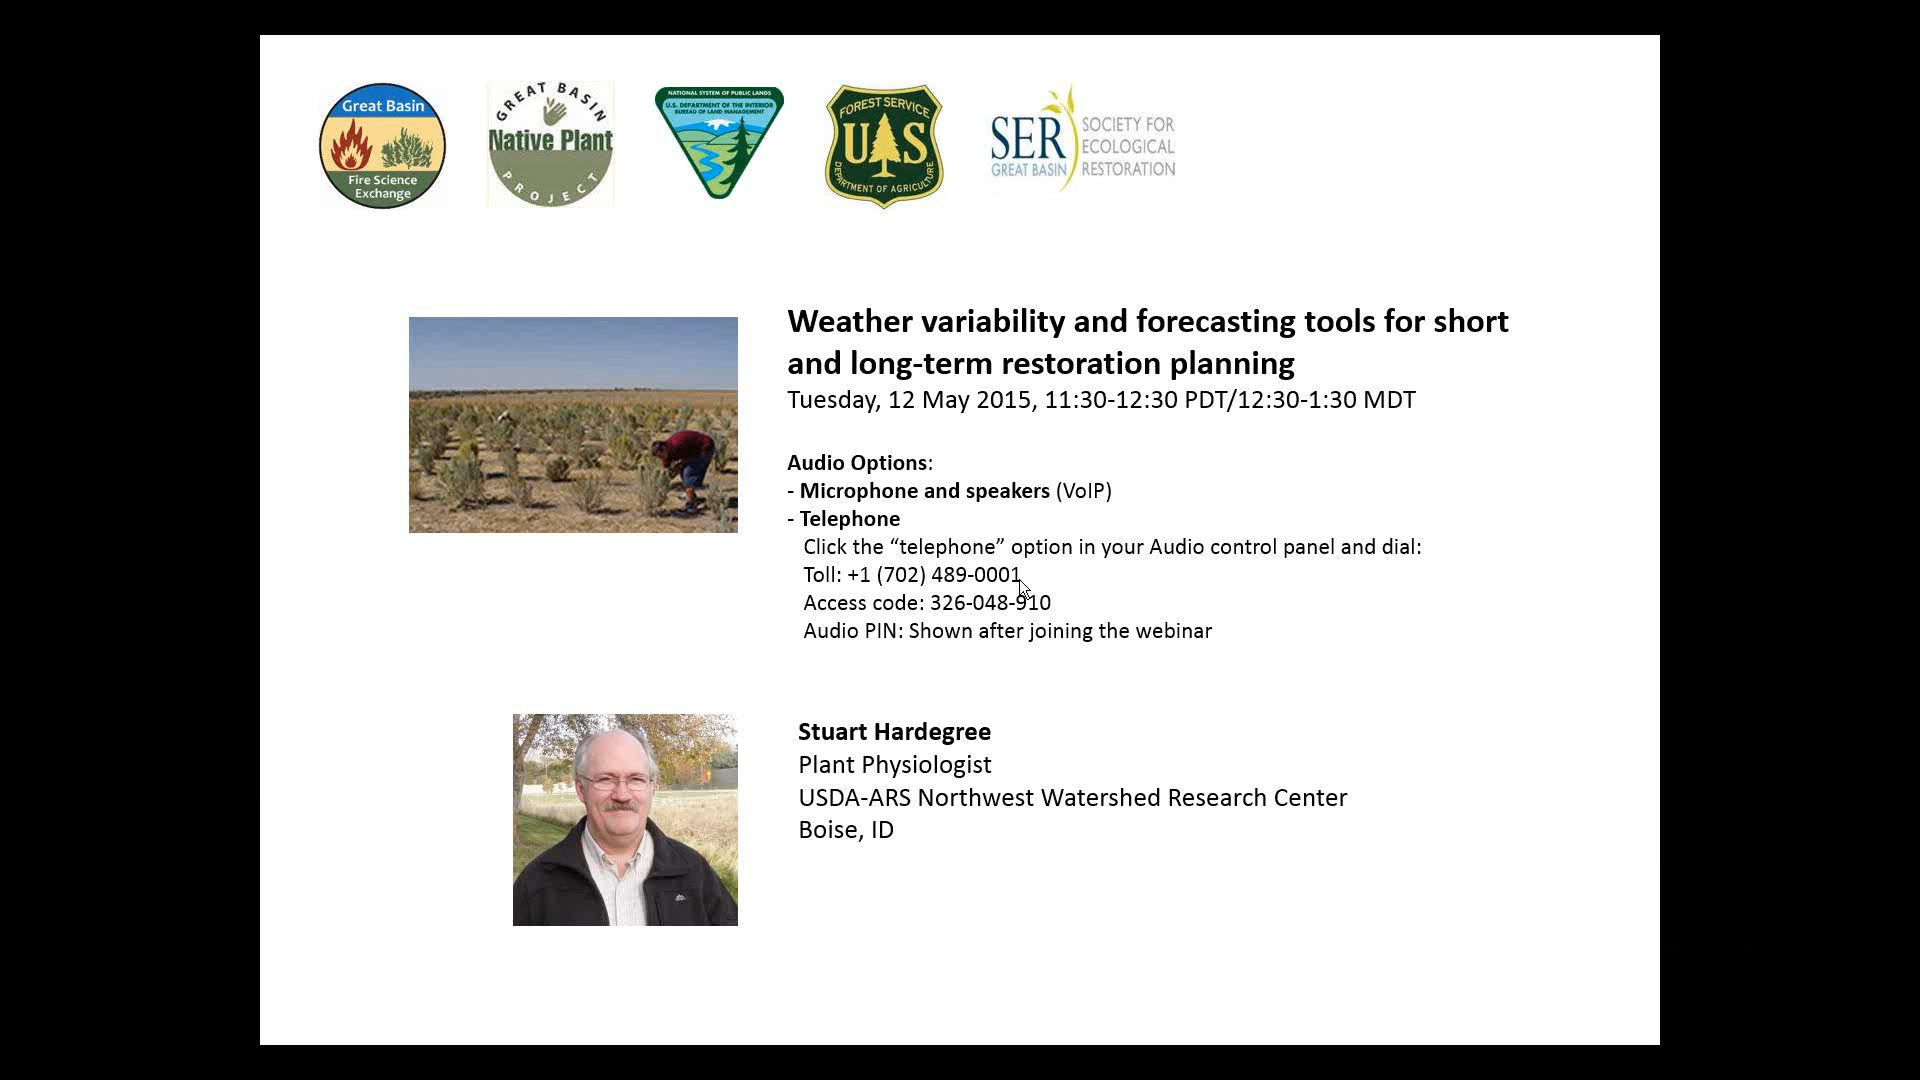 Great Basin
Fire Science
Exchange
GREAT BASIN
Native Plant
PROJECT
NATIONAL SYSTEM OF PUBLIC LANDS
U.S. DEPARTMENT OF THE INTERIOR
BUREAU OF LAND MANAGEMENT
FOREST SERVICE
U S
DEPARTMENT OF AGRICULTURE
SER
GREAT BASIN
SOCIETY FOR
ECOLOGICAL
RESTORATION
Weather variability and forecasting tools for short
and long-term restoration planning
Tuesday, 12 May 2015, 11:30-12:30 PDT/12:30-1:30 MDT
Audio Options:
- Microphone and speakers (VoIP)
- Telephone
Click the “telephone” option in your Audio control panel and dial:
Toll: +1 (702) 489-0001
Access code: 326-048-910
Audio PIN: Shown after joining the webinar
Stuart Hardegree
Plant Physiologist
USDA-ARS Northwest Watershed Research Center
Boise, ID